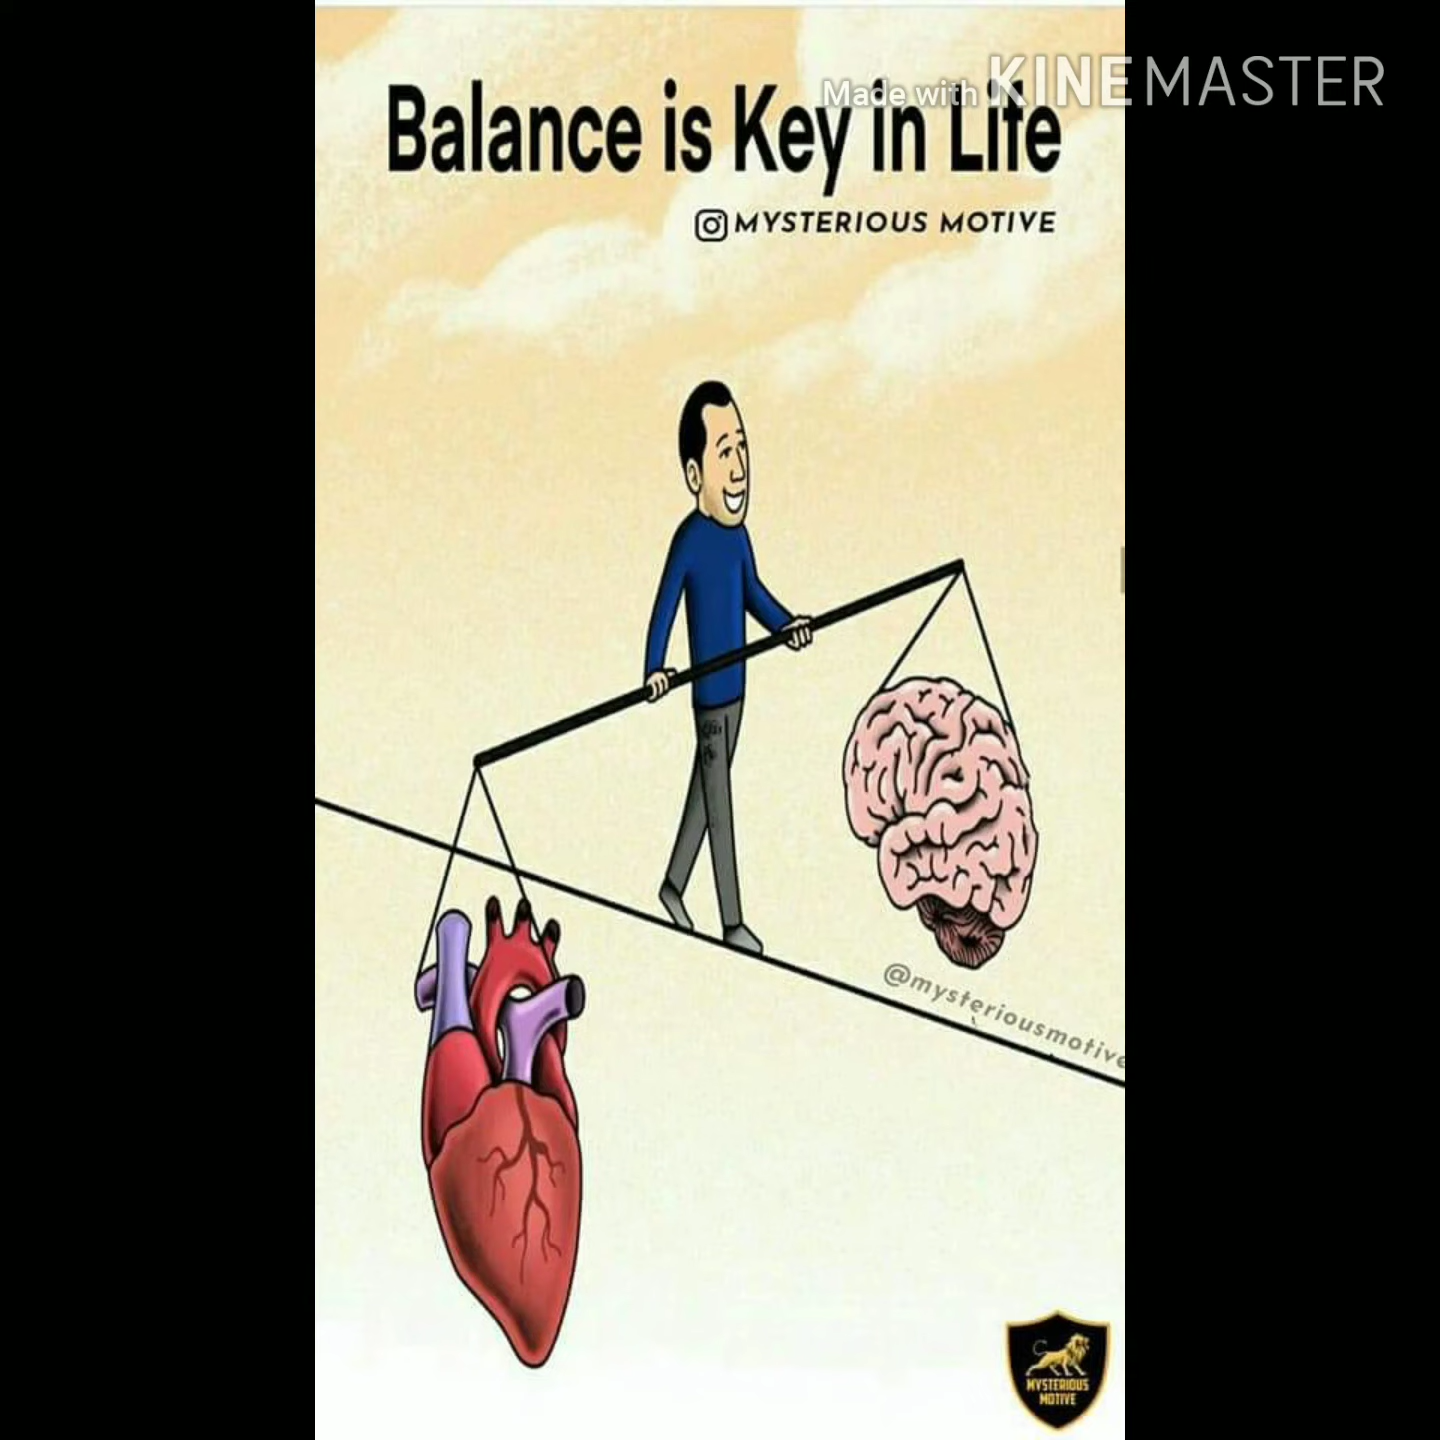 Made with KINEMASTER
Balance is Key in Life
MYSTERIOUS MOTIVE
@mysteriousmotive
MYSTERIOUS
MOTIVE